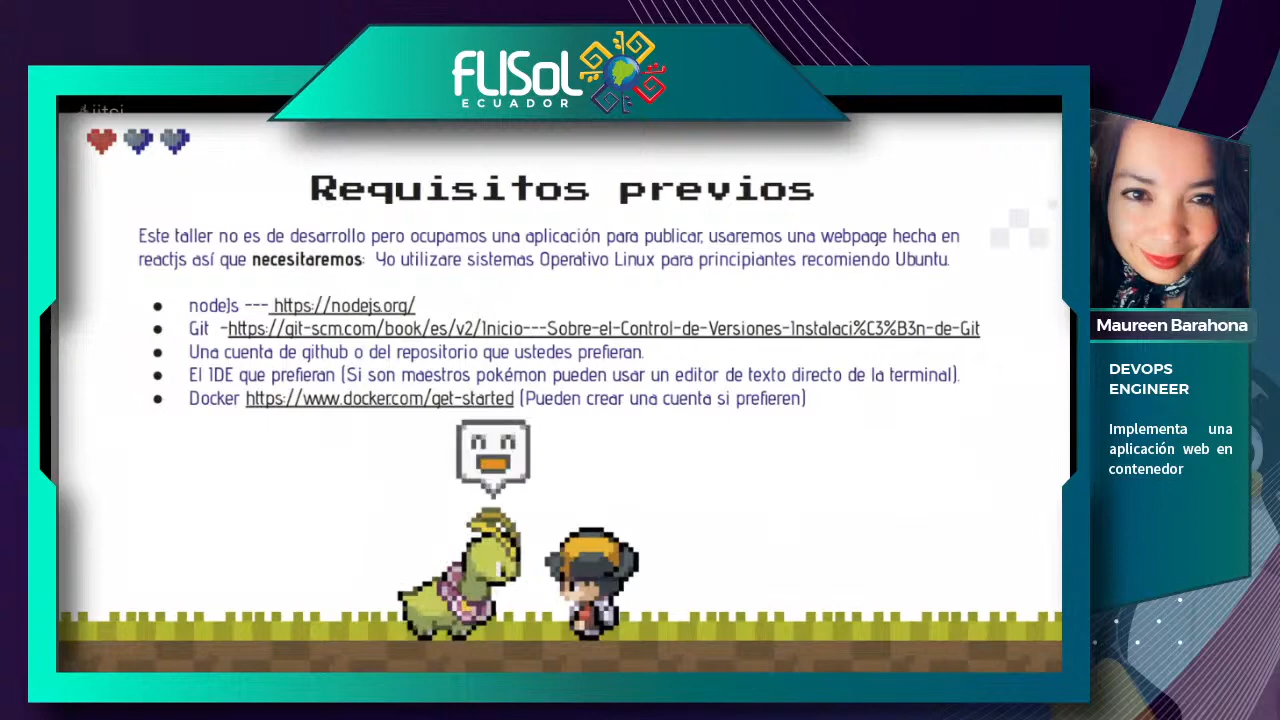 FLISoL
ECUADOR
jitsi
Requisitos previos
Este taller no es de desarrollo pero ocupamos una aplicación para publicar, usaremos una webpage hecha en
reactjs así que necesitaremos: Yo utilizare sistemas Operativo Linux para principiantes recomiendo Ubuntu.
● nodeJs --- https://nodejs.org/
● Git -https://git-scm.com/book/es/v2/Inicio---Sobre-el-Control-de-Versiones-Instalaci%C3%B3n-de-Git
● Una cuenta de github o del repositorio que ustedes prefieran.
● El IDE que prefieran (Si son maestros pokémon pueden usar un editor de texto directo de la terminal).
● Docker https://www.docker.com/get-started (Pueden crear una cuenta si prefieren)
Maureen Barahona
DEVOPS
ENGINEER
Implementa una
aplicación web en
contenedor